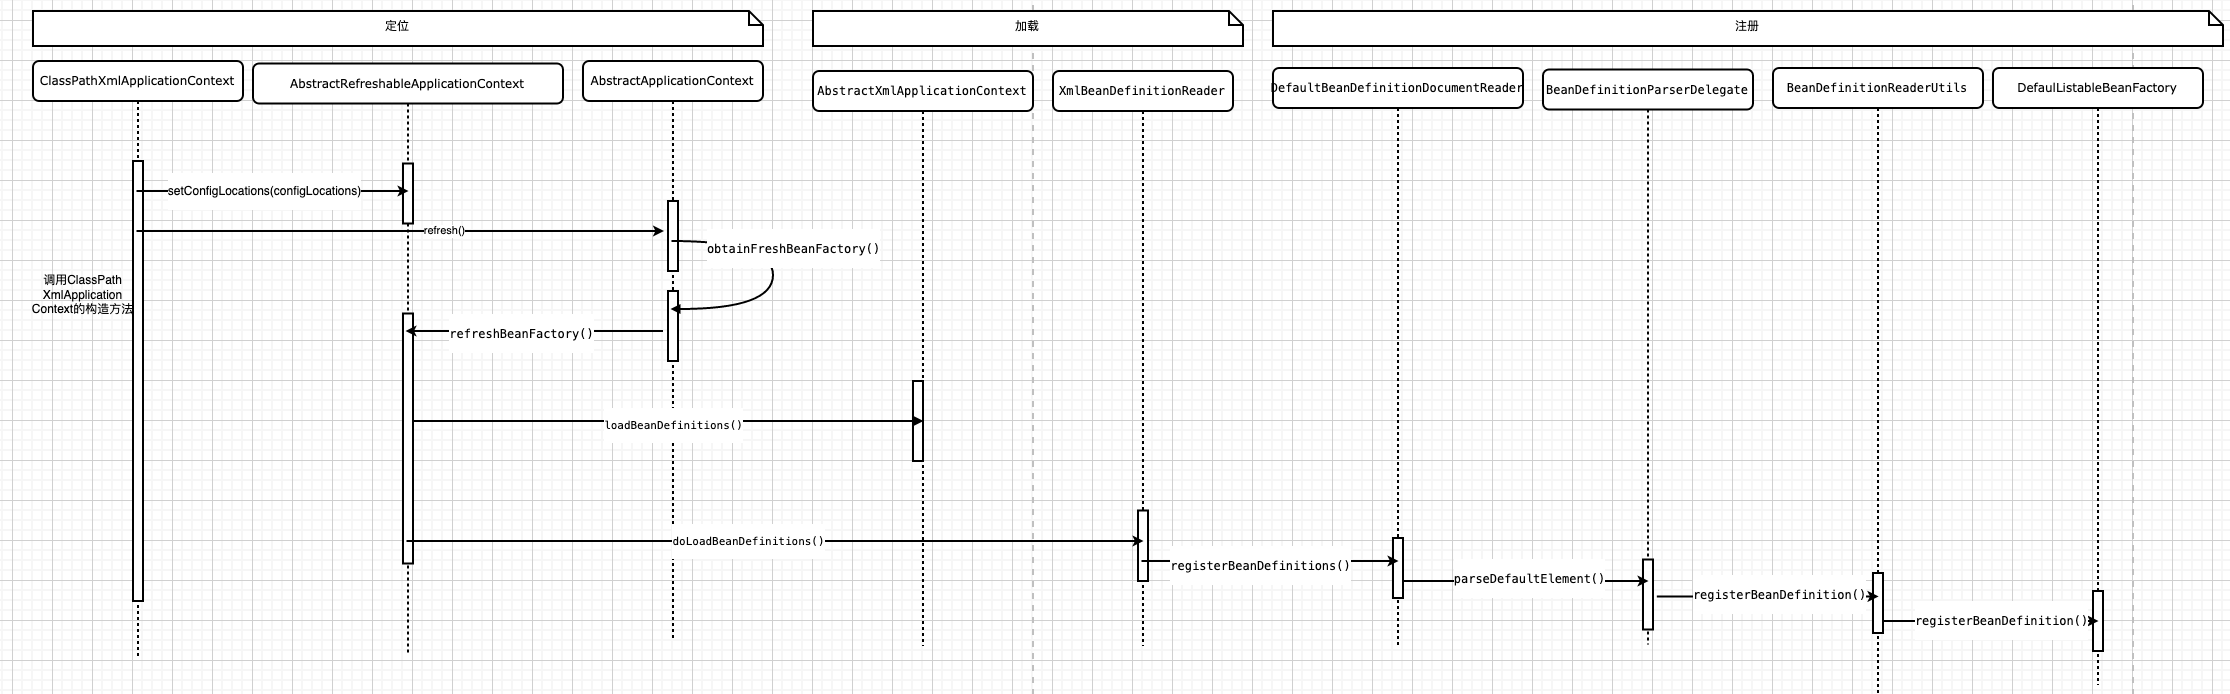 定位
加载
注册
ClassPathXmlApplicationContext
AbstractRefreshableApplicationContext
AbstractApplicationContext
AbstractXmlApplicationContext
XmlBeanDefinitionReader
DefaultBeanDefinitionDocumentReader
BeanDefinitionParserDelegate
BeanDefinitionReaderUtils
DefaulListableBeanFactory
setConfigLocations(configLocations)
refresh()
obtainFreshBeanFactory()
调用ClassPath
XmlApplication
Context的构造方法
refreshBeanFactory()
loadBeanDefinitions()
doLoadBeanDefinitions()
registerBeanDefinitions()
parseDefaultElement()
registerBeanDefinition()
registerBeanDefinition()